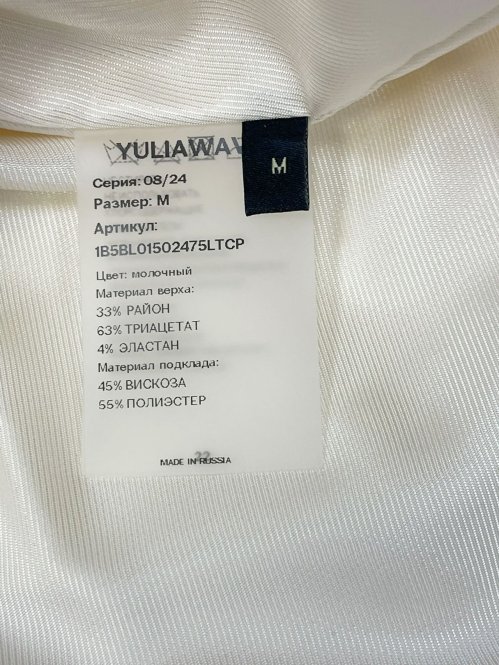 YULIAWAV
M
Серия: 08/24
Размер: M
Артикул:
1B5BL01502475LTCP
Цвет: молочный
Материал верха:
33% РАЙОН
63% ТРИАЦЕТАТ
4% ЭЛАСТАН
Материал подклада:
45% ВИСКОЗА
55% ПОЛИЭСТЕР
MADE IN RUSSIA